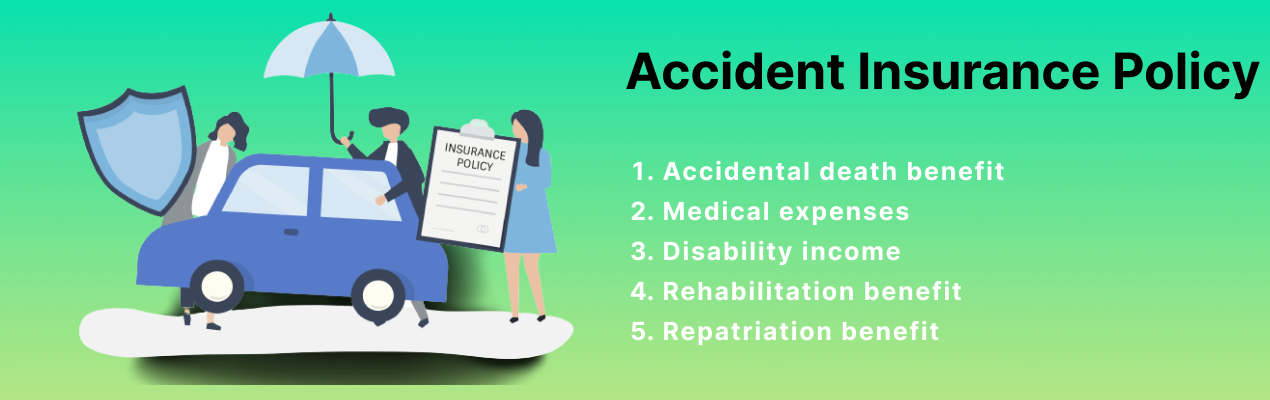 Accident Insurance Policy
INSURANCE
POLICY
1. Accidental death benefit
2. Medical expenses
3. Disability income
4. Rehabilitation benefit
5. Repatriation benefit